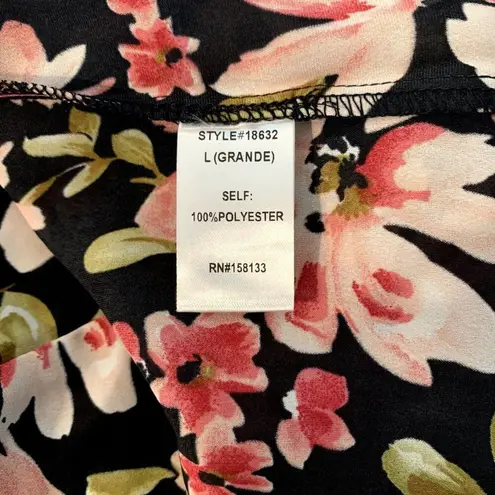 STYLE#18632
L (GRANDE)
SELF:
100%POLYESTER
RN#158133